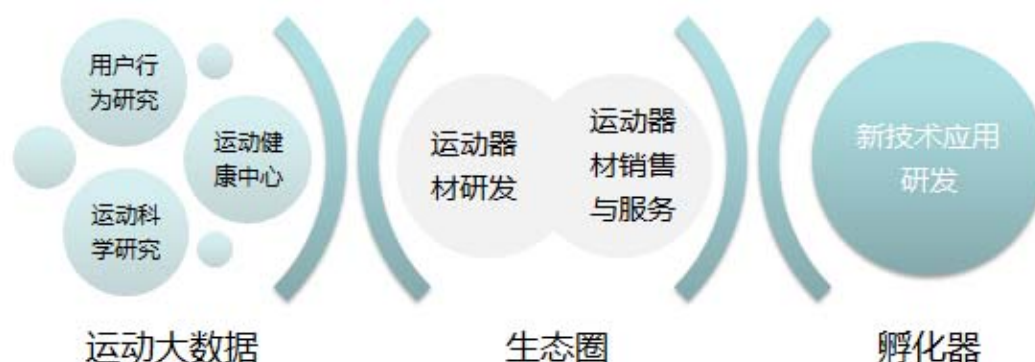 用户行
为研究
运动健
康中心
运动科
学研究
运动大数据
运动器
材研发
运动器
材销售
与服务
生态圈
新技术应用
研发
孵化器